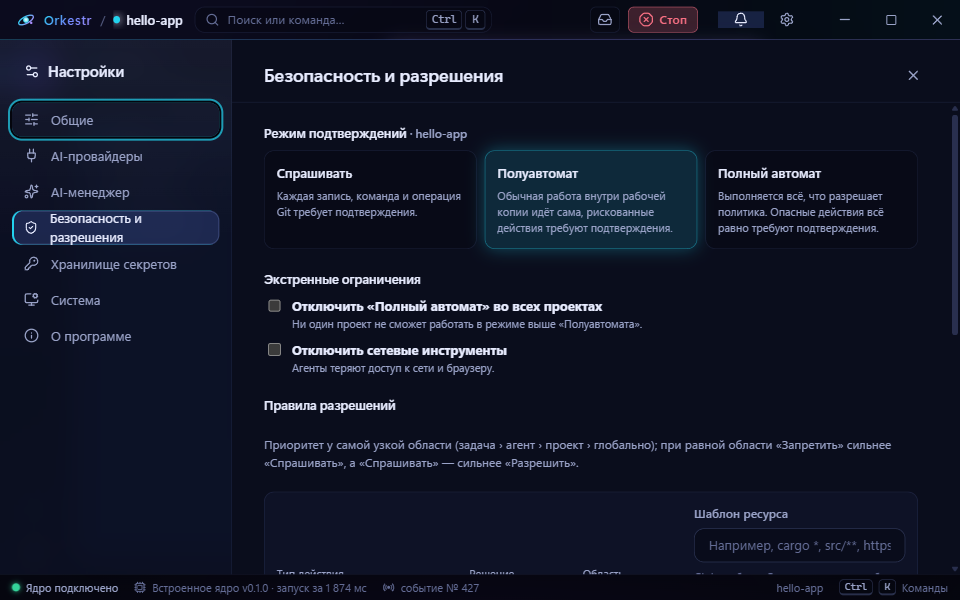 Orkestr / hello-app
Поиск или команда...
Ctrl K
Стоп
Настройки
Общие
AI-провайдеры
AI-менеджер
Безопасность и
разрешения
Хранилище секретов
Система
О программе
Безопасность и разрешения
Режим подтверждений · hello-app
Спрашивать
Каждая запись, команда и операция
Git требует подтверждения.
Полуавтомат
Обычная работа внутри рабочей
копии идёт сама, рискованные
действия требуют подтверждения.
Полный автомат
Выполняется всё, что разрешает
политика. Опасные действия всё
равно требуют подтверждения.
Экстренные ограничения
Отключить «Полный автомат» во всех проектах
Ни один проект не сможет работать в режиме выше «Полуавтомата».
Отключить сетевые инструменты
Агенты теряют доступ к сети и браузеру.
Правила разрешений
Приоритет у самой узкой области (задача › агент › проект › глобально); при равной области «Запретить» сильнее
«Спрашивать», а «Спрашивать» — сильнее «Разрешить».
Шаблон ресурса
Например, cargo *, src/**, https
Тип действия Решение Область
Ядро подключено
Встроенное ядро v0.1.0 · запуск за 1 874 мс
событие № 427
hello-app
Ctrl K Команды